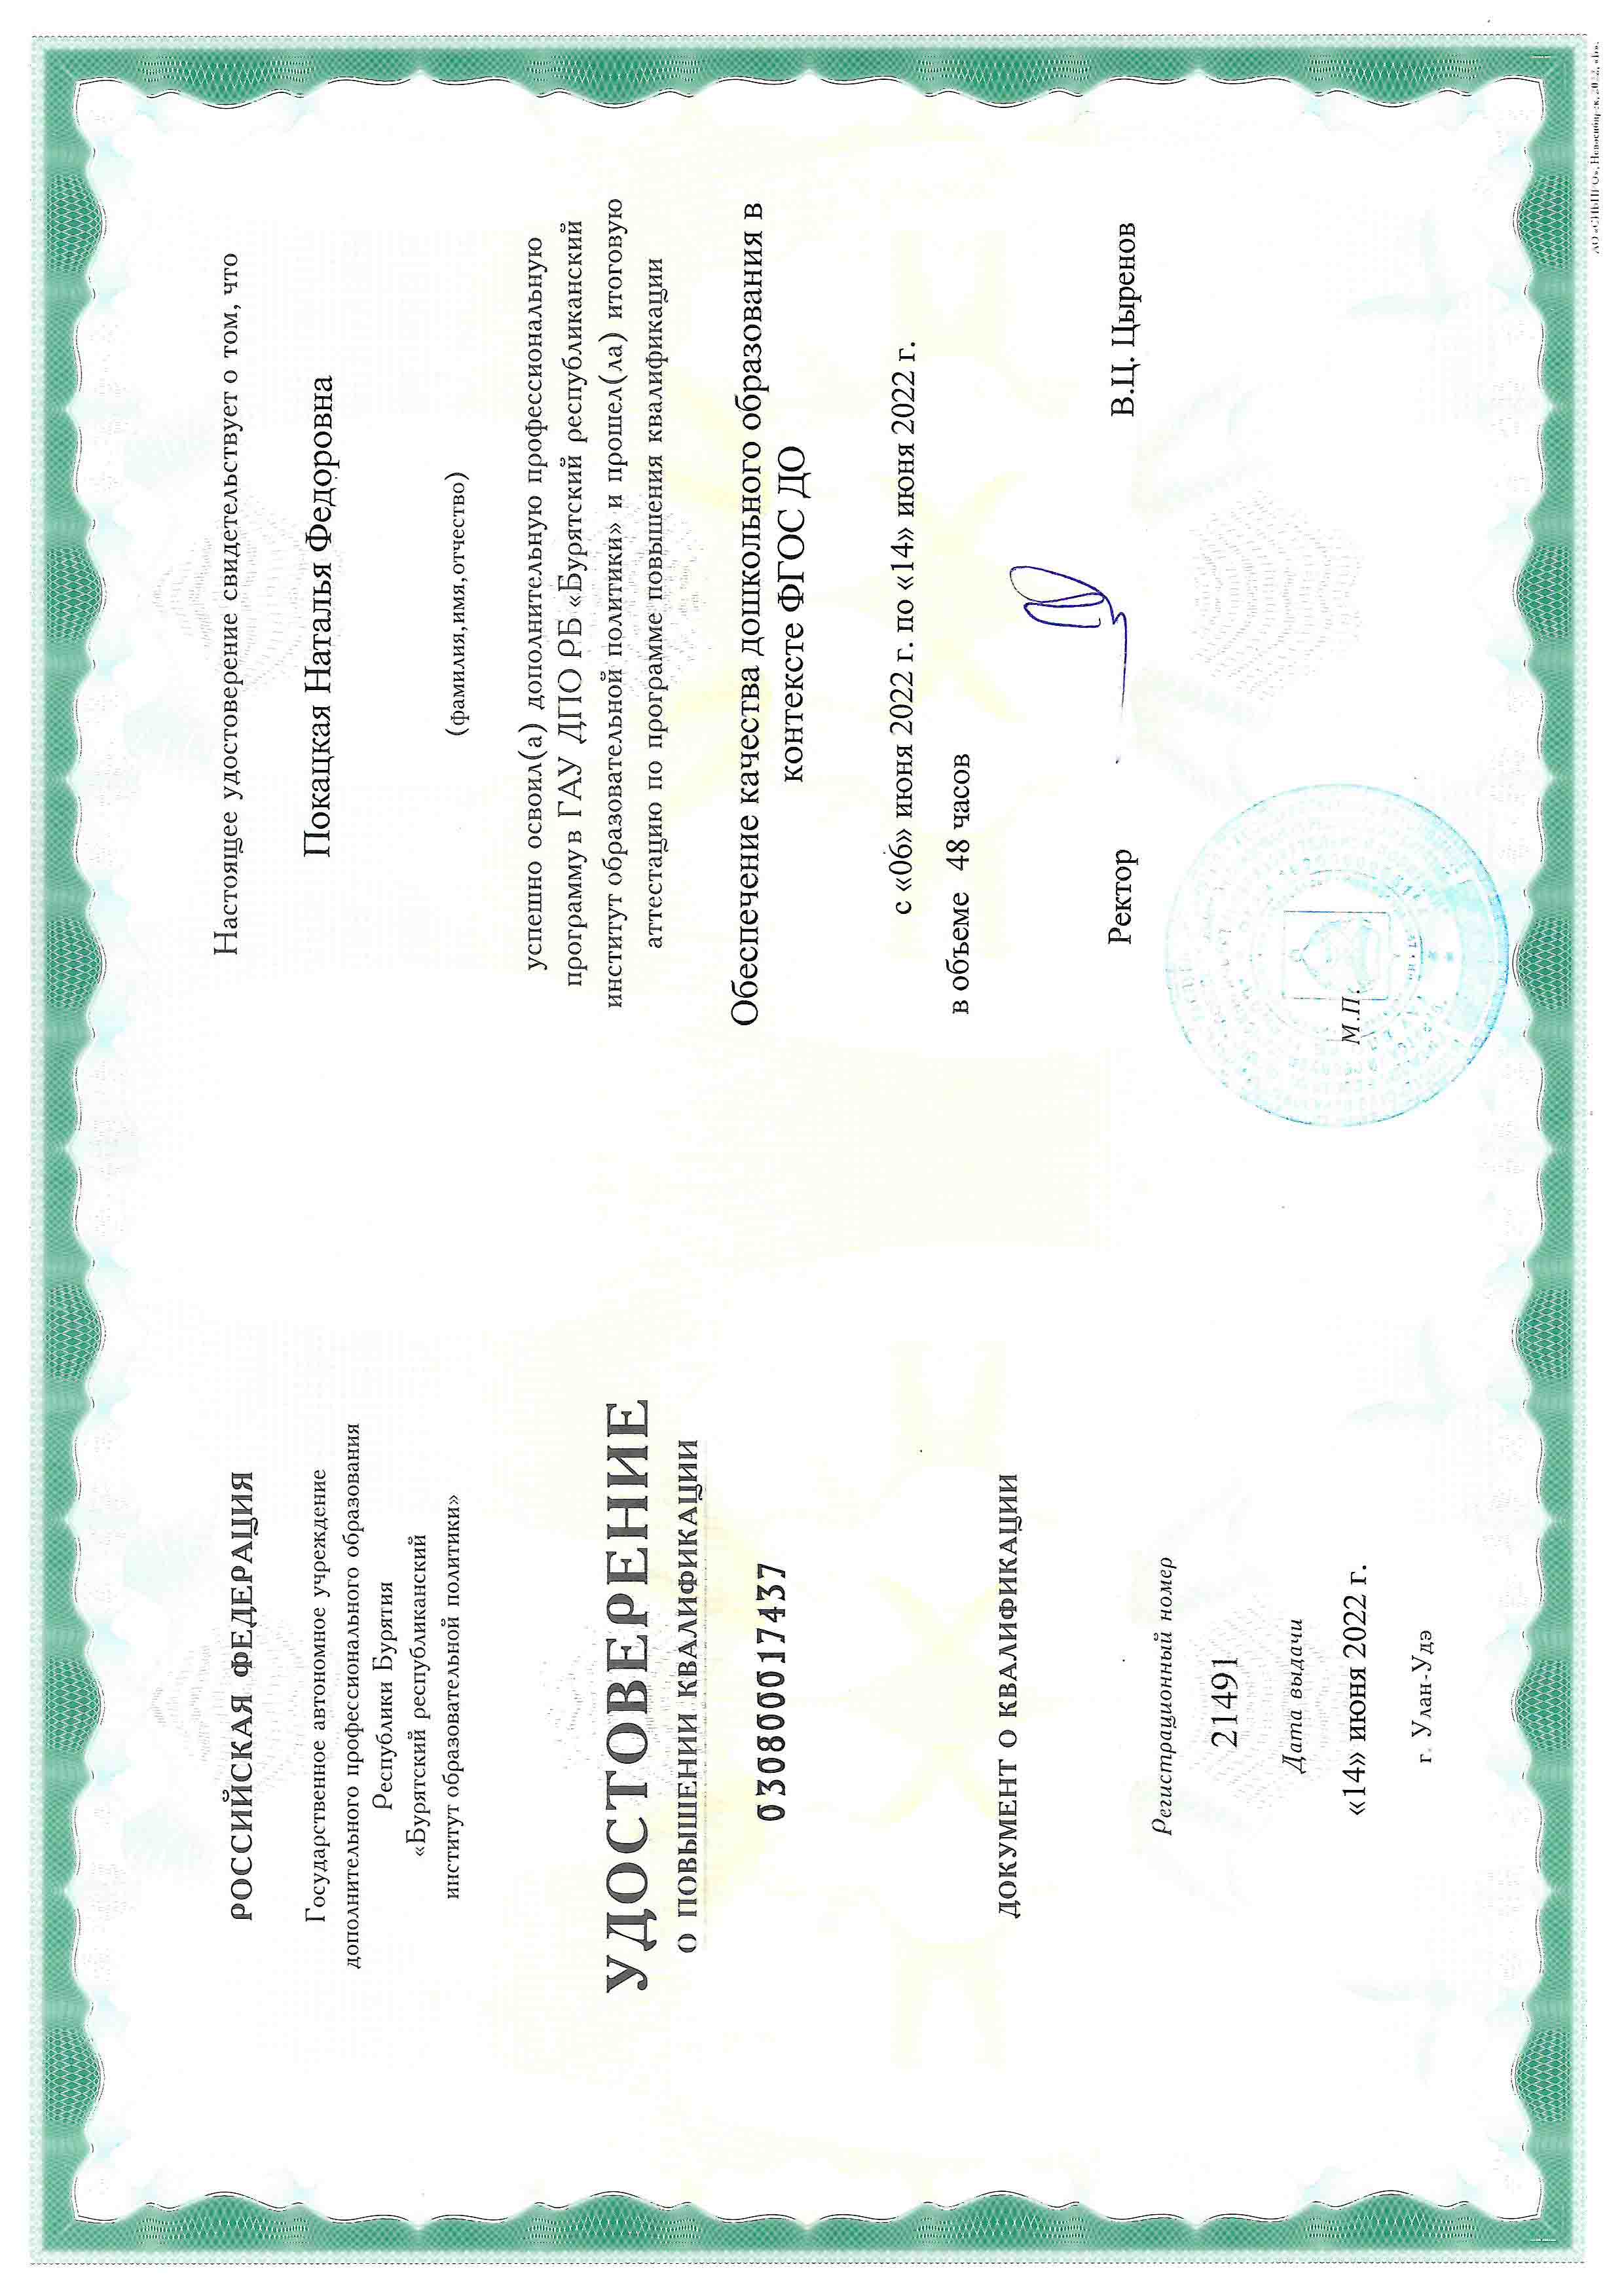 РОССИЙСКАЯ ФЕДЕРАЦИЯ
Государственное автономное учреждение
дополнительного профессионального образования
Республики Бурятия
«Бурятский республиканский
институт образовательной политики»
УДОСТОВЕРЕНИЕ
О ПОВЫШЕНИИ КВАЛИФИКАЦИИ
030800017437
ДОКУМЕНТ О КВАЛИФИКАЦИИ
Регистрационный номер
21491
Дата выдачи
«14» июня 2022 г.
г. Улан-Удэ
Настоящее удостоверение свидетельствует о том, что
Покацкая Наталья Федоровна
(фамилия,имя,отчество)
успешно освоил(а) дополнительную профессиональную
программу в ГАУ ДПО РБ «Бурятский республиканский
институт образовательной политики» и прошел(ла) итоговую
аттестацию по программе повышения квалификации
Обеспечение качества дошкольного образования в
контексте ФГОС ДО
с «06» июня 2022 г. по «14» июня 2022 г.
в объеме 48 часов
Ректор В.Ц. Цыренов
М.П.
Новосибирск, 2022,